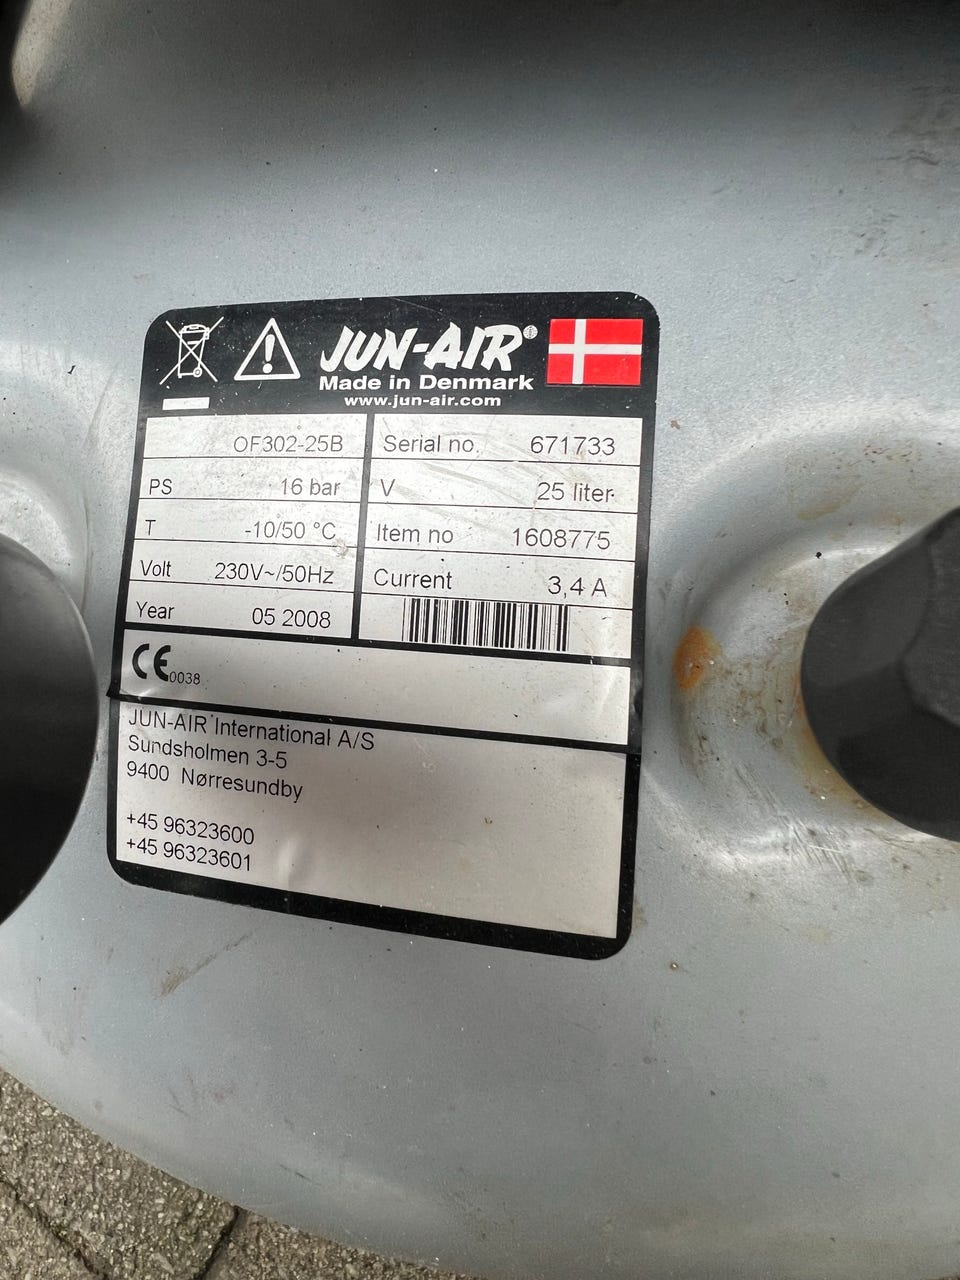 JUN-AIR®
Made in Denmark
www.jun-air.com
OF302-25B
Serial no. 671733
PS 16 bar
V 25 liter
T -10/50 °C
Item no 1608775
Volt 230V~/50Hz
Current 3,4 A
Year 05 2008
CE 0038
JUN-AIR International A/S
Sundsholmen 3-5
9400 Nørresundby
+45 96323600
+45 96323601